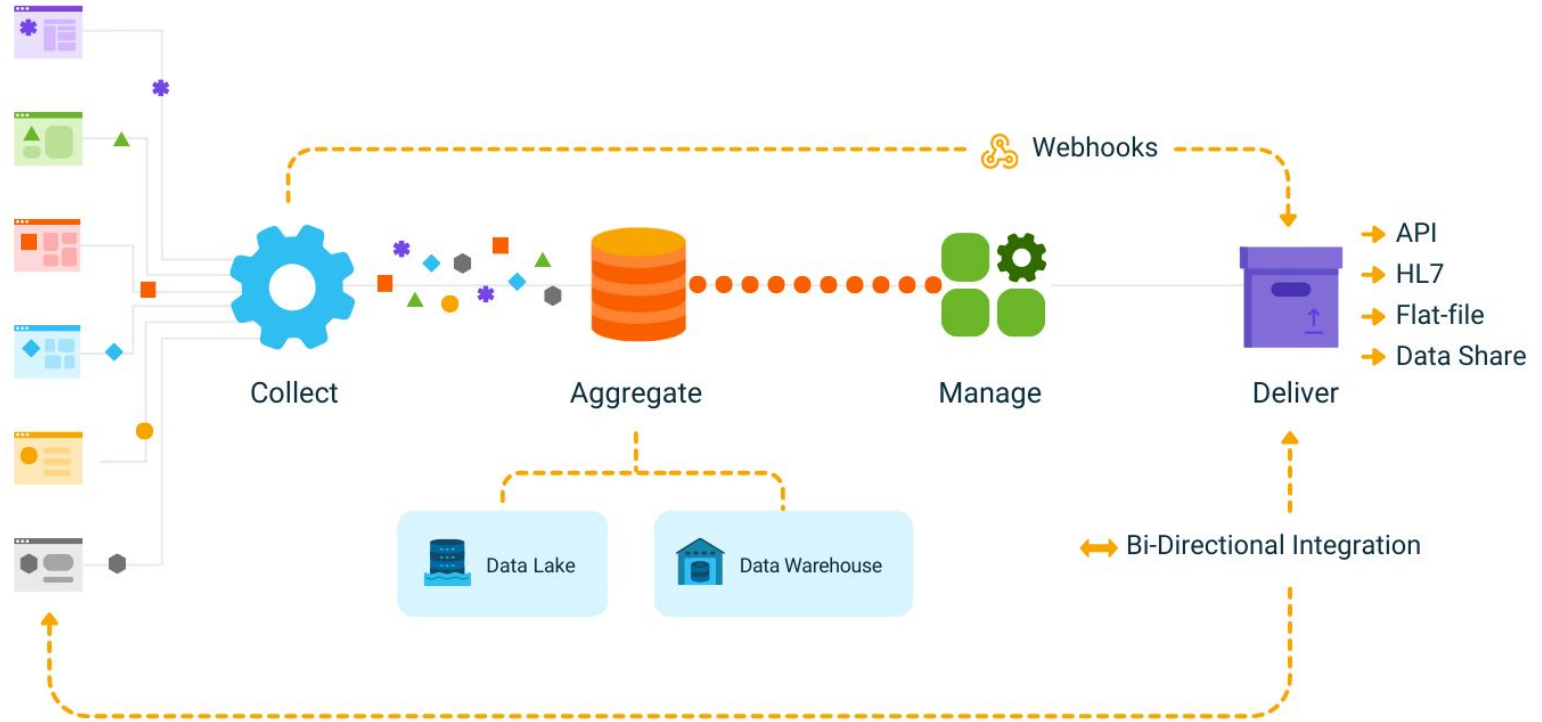 Webhooks
API
HL7
Flat-file
Data Share
Collect
Aggregate
Manage
Deliver
Data Lake
Data Warehouse
Bi-Directional Integration